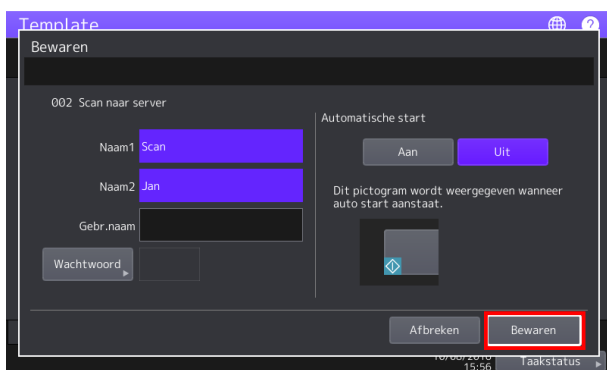 Template
?
Bewaren
002 Scan naar server
Automatische start
Naam1 Scan
Aan
Uit
Naam2 Jan
Dit pictogram wordt weergegeven wanneer
auto start aanstaat.
Gebr.naam
Wachtwoord
Afbreken
Bewaren
15:56
Taakstatus